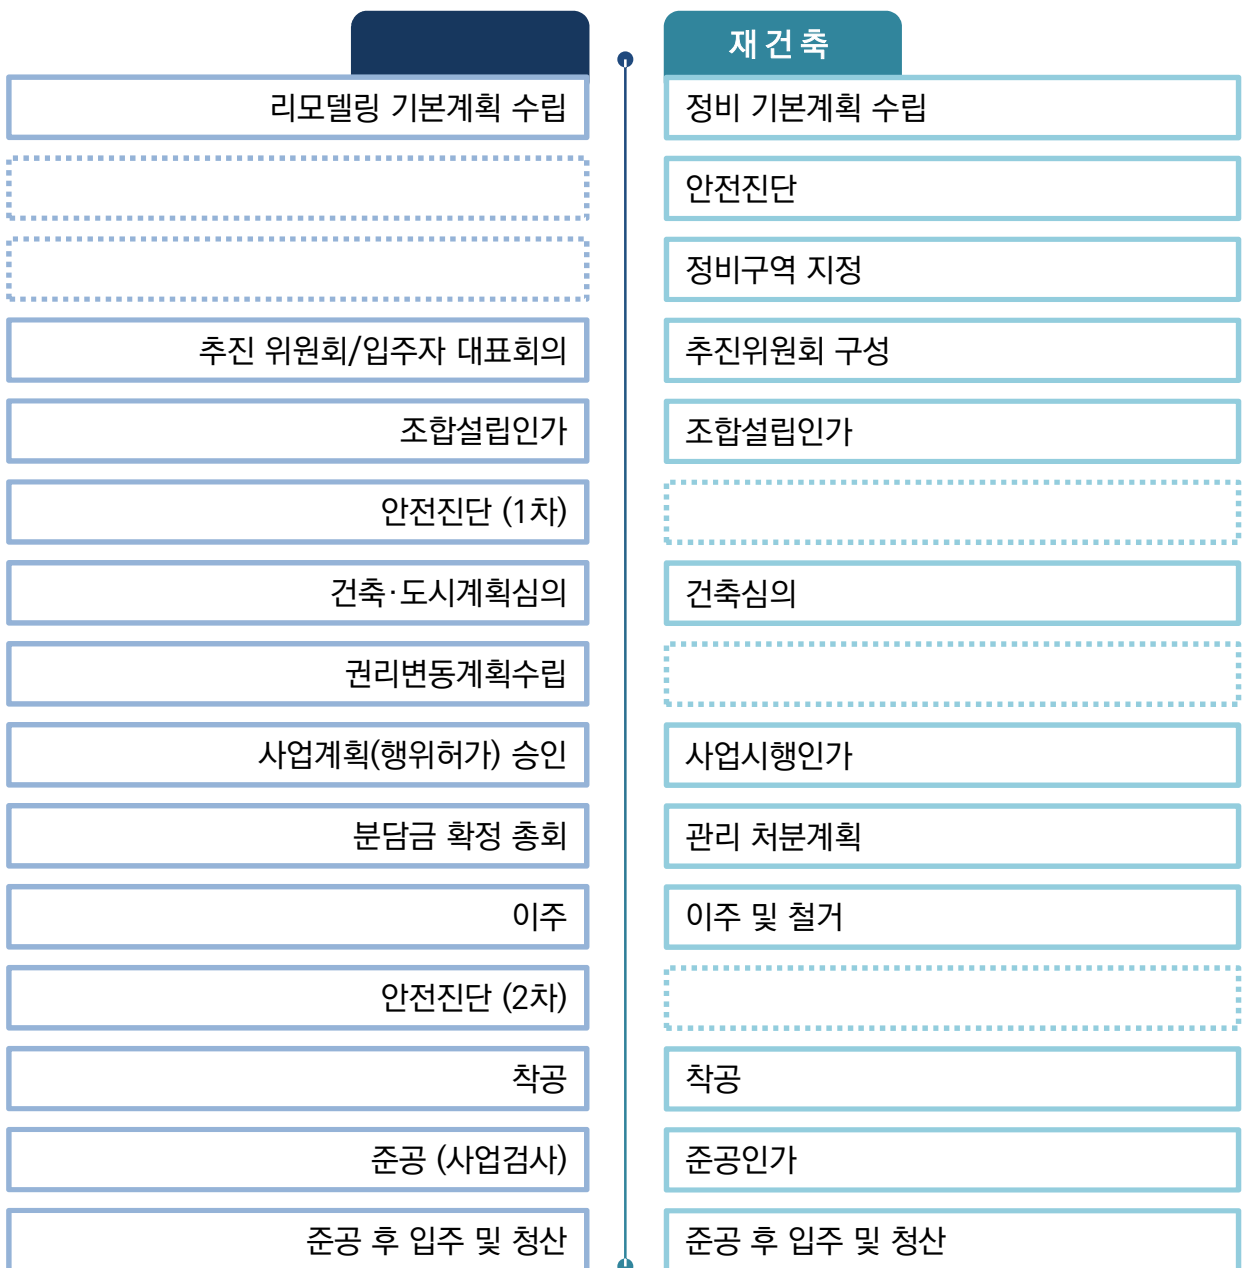 재건축
리모델링 기본계획 수립
정비 기본계획 수립
안전진단
정비구역 지정
추진 위원회/입주자 대표회의
추진위원회 구성
조합설립인가
조합설립인가
안전진단 (1차)
건축·도시계획심의
건축심의
권리변동계획수립
사업계획(행위허가) 승인
사업시행인가
분담금 확정 총회
관리 처분계획
이주
이주 및 철거
안전진단 (2차)
착공
착공
준공 (사업검사)
준공인가
준공 후 입주 및 청산
준공 후 입주 및 청산